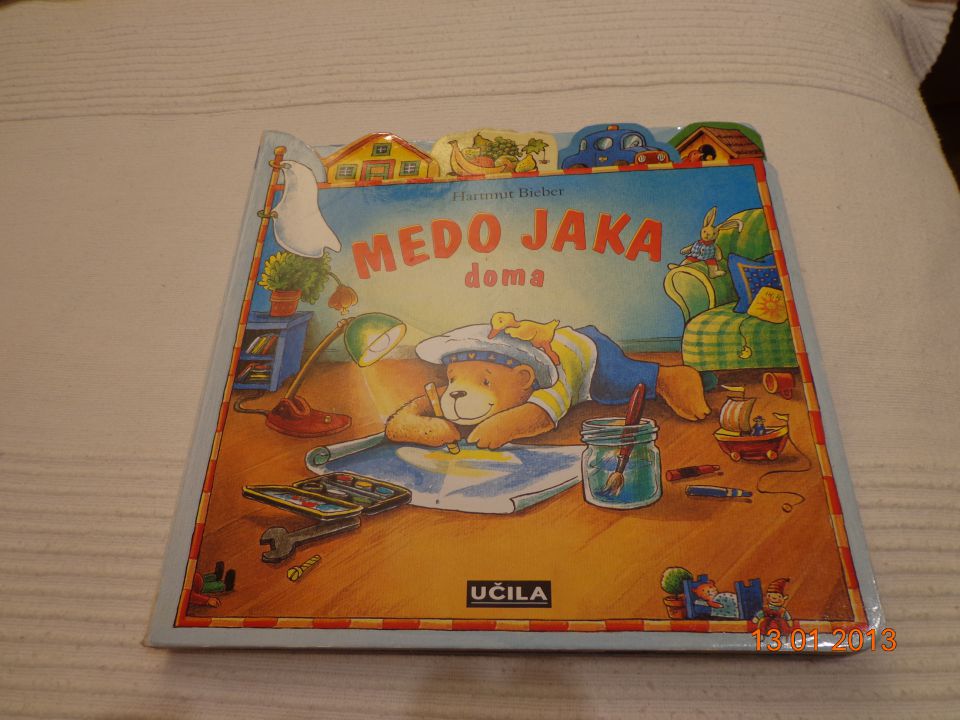 Hartmut Bieber
MEDO JAKA
doma
UČILA
13 01 2013